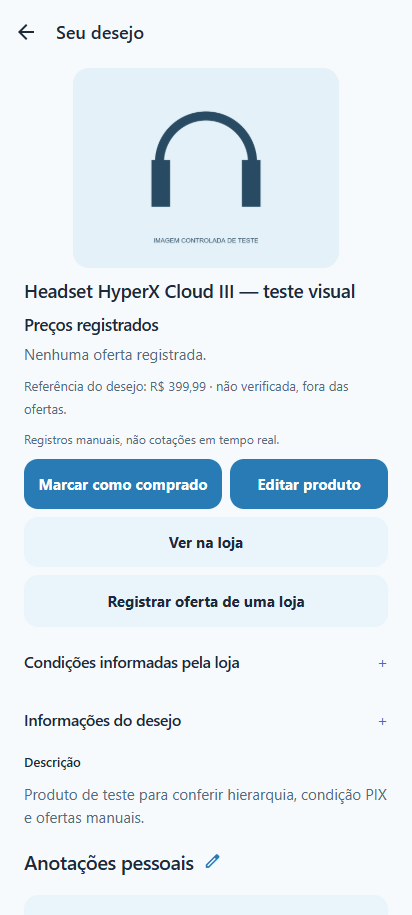 Seu desejo
IMAGEM CONTROLADA DE TESTE
Headset HyperX Cloud III — teste visual
Preços registrados
Nenhuma oferta registrada.
Referência do desejo: R$ 399,99 · não verificada, fora das
ofertas.
Registros manuais, não cotações em tempo real.
Marcar como comprado
Editar produto
Ver na loja
Registrar oferta de uma loja
Condições informadas pela loja +
Informações do desejo +
Descrição
Produto de teste para conferir hierarquia, condição PIX
e ofertas manuais.
Anotações pessoais